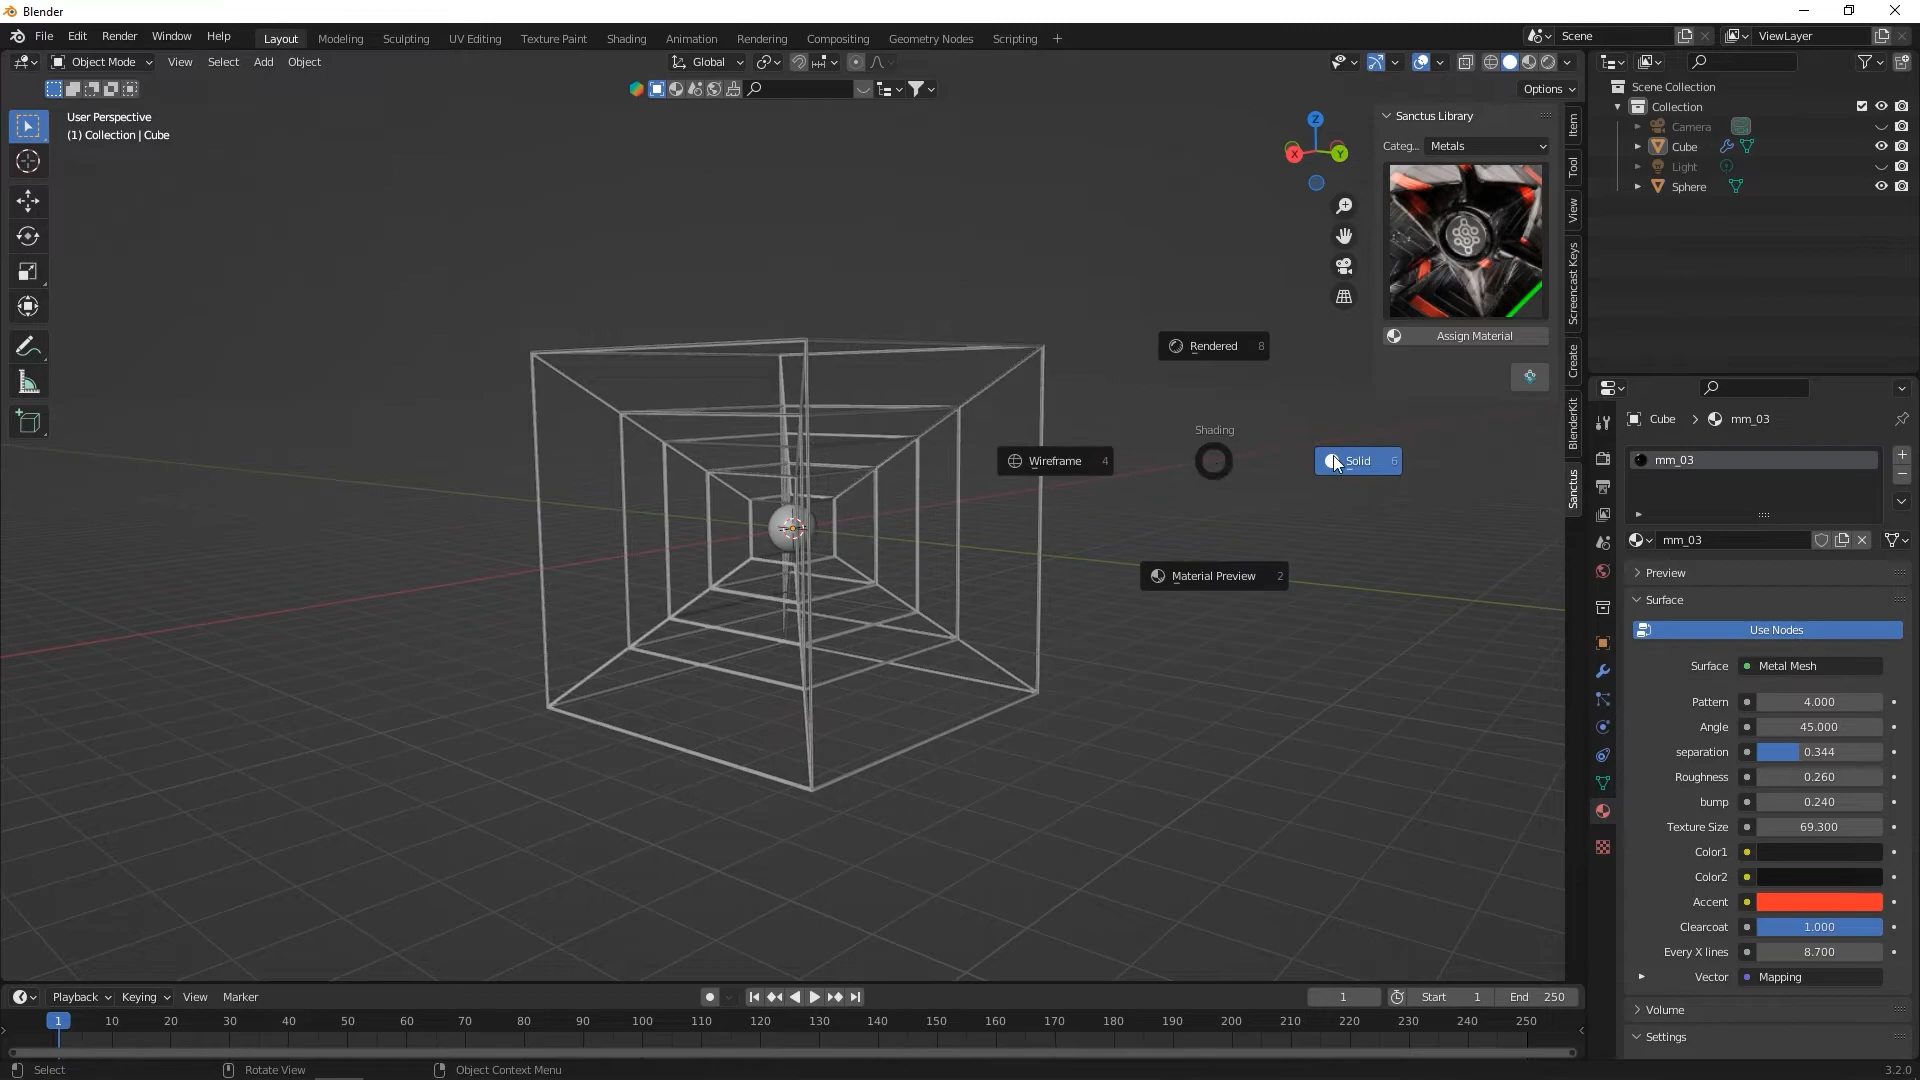 Blender
File Edit Render Window Help
Layout Modeling Sculpting UV Editing Texture Paint Shading Animation Rendering Compositing Geometry Nodes Scripting
Scene
ViewLayer
Object Mode View Select Add Object
Global
Options
User Perspective
(1) Collection | Cube
Z
X
Y
Sanctus Library
Categ... Metals
Assign Material
Item
Tool
View
Screencast Keys
Create
BlenderKit
Sanctus
Rendered 8
Shading
Wireframe 4
Solid 6
Material Preview 2
Scene Collection
Collection
Camera
Cube
Light
Sphere
Cube > mm_03
mm_03
mm_03
Preview
Surface
Use Nodes
Surface Metal Mesh
Pattern 4.000
Angle 45.000
separation 0.344
Roughness 0.260
bump 0.240
Texture Size 69.300
Color1
Color2
Accent
Clearcoat 1.000
Every X lines 8.700
Vector Mapping
Volume
Settings
Playback Keying View Marker
1 Start 1 End 250
1 10 20 30 40 50 60 70 80 90 100 110 120 130 140 150 160 170 180 190 200 210 220 230 240 250
Select Rotate View Object Context Menu 3.2.0